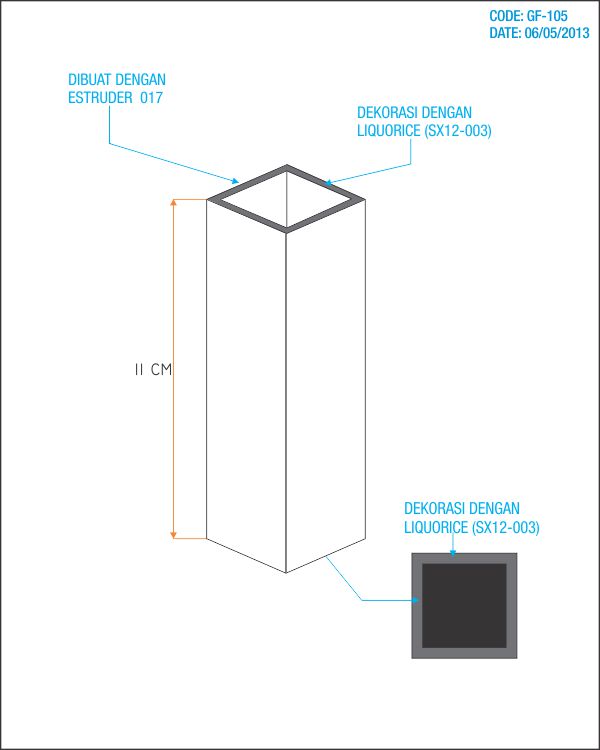 CODE: GF-105
DATE: 06/05/2013
DIBUAT DENGAN
ESTRUDER 017
DEKORASI DENGAN
LIQUORICE (SX12-003)
11 CM
DEKORASI DENGAN
LIQUORICE (SX12-003)